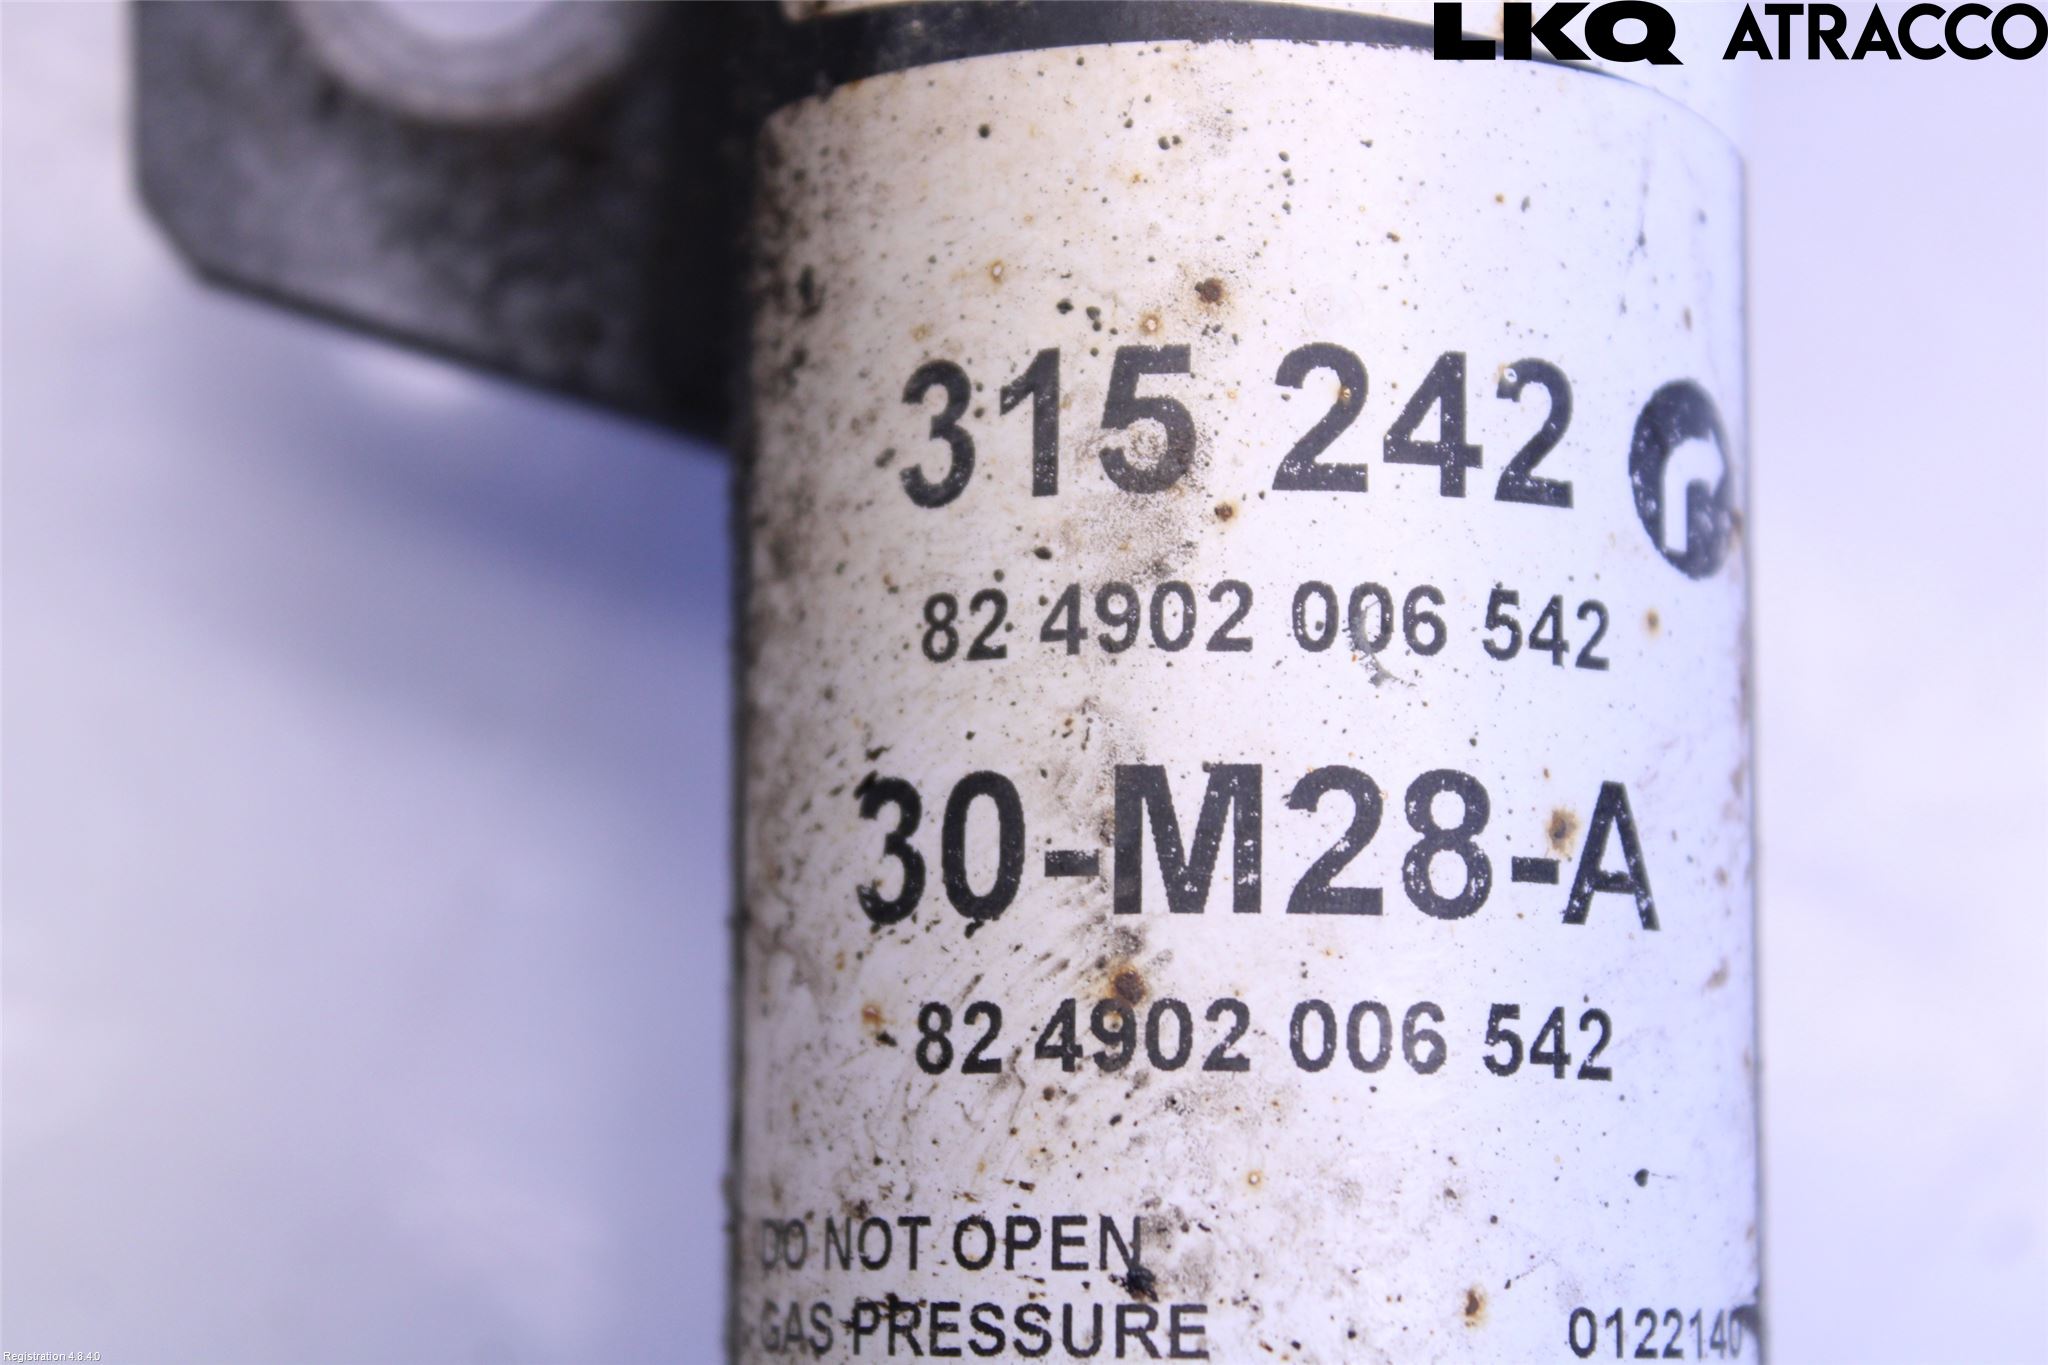 LKQ ATRACCO
315 242
82 4902 006 542
30-M28-A
82 4902 006 542
DO NOT OPEN
GAS PRESSURE 0122140
Registration 4.8.4.0